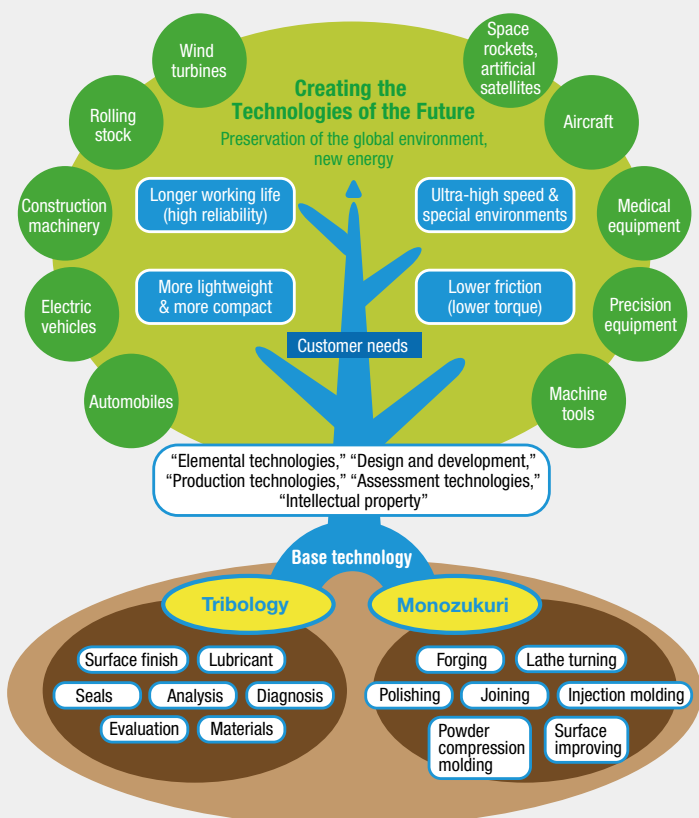 Wind
turbines
Space
rockets,
artificial
satellites
Creating the
Technologies of the Future
Preservation of the global environment,
new energy
Rolling
stock
Aircraft
Longer working life
(high reliability)
Ultra-high speed &
special environments
Construction
machinery
Medical
equipment
More lightweight
& more compact
Lower friction
(lower torque)
Electric
vehicles
Precision
equipment
Customer needs
Automobiles
Machine
tools
“Elemental technologies,” “Design and development,”
“Production technologies,” “Assessment technologies,”
“Intellectual property”
Base technology
Tribology
Monozukuri
Surface finish
Lubricant
Seals
Analysis
Diagnosis
Evaluation
Materials
Forging
Lathe turning
Polishing
Joining
Injection molding
Powder
compression
molding
Surface
improving